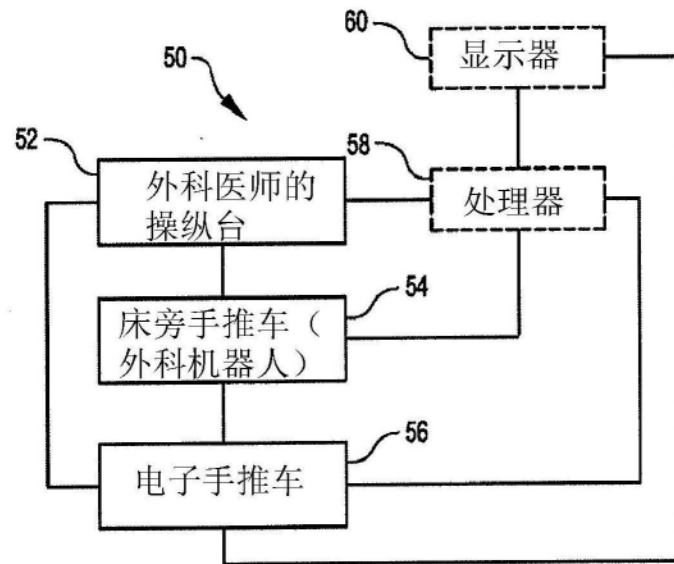 60
显示器
50
52
58
外科医师的
操纵台
处理器
54
床旁手推车（
外科机器人）
56
电子手推车